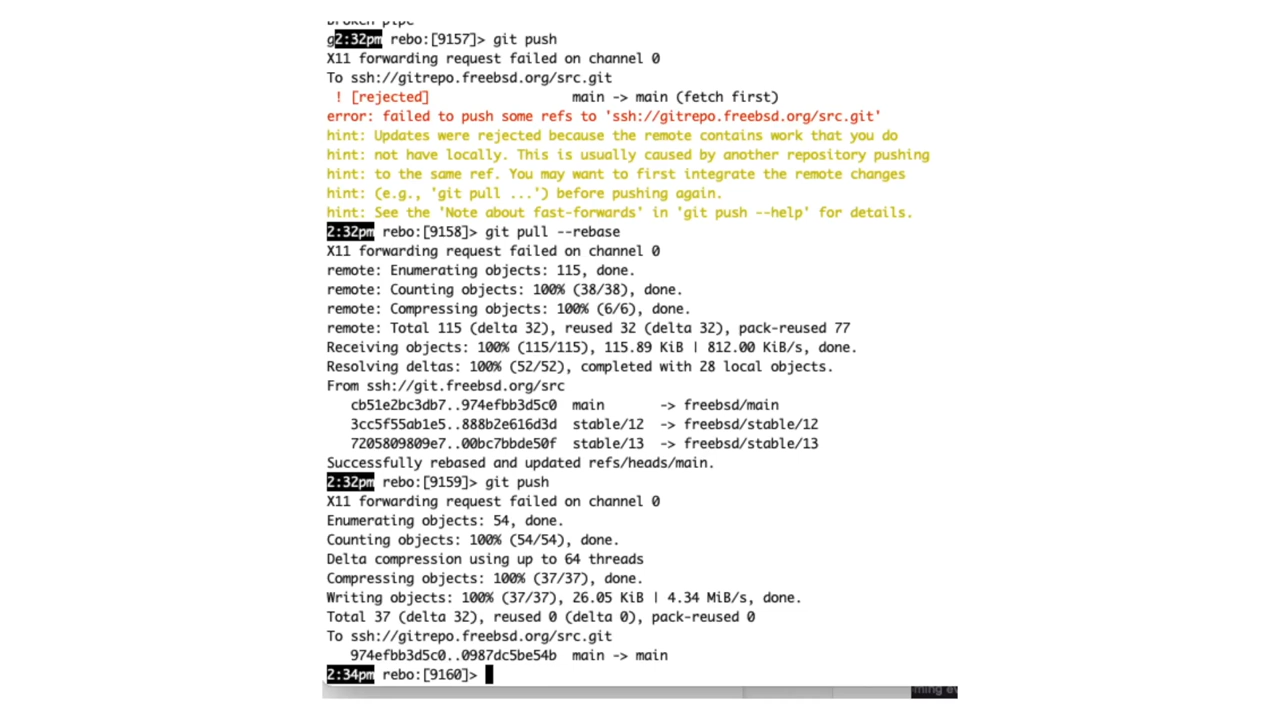 broken pipe
g2:32pm rebo:[9157]> git push
X11 forwarding request failed on channel 0
To ssh://gitrepo.freebsd.org/src.git
! [rejected] main -> main (fetch first)
error: failed to push some refs to 'ssh://gitrepo.freebsd.org/src.git'
hint: Updates were rejected because the remote contains work that you do
hint: not have locally. This is usually caused by another repository pushing
hint: to the same ref. You may want to first integrate the remote changes
hint: (e.g., 'git pull ...') before pushing again.
hint: See the 'Note about fast-forwards' in 'git push --help' for details.
2:32pm rebo:[9158]> git pull --rebase
X11 forwarding request failed on channel 0
remote: Enumerating objects: 115, done.
remote: Counting objects: 100% (38/38), done.
remote: Compressing objects: 100% (6/6), done.
remote: Total 115 (delta 32), reused 32 (delta 32), pack-reused 77
Receiving objects: 100% (115/115), 115.89 KiB | 812.00 KiB/s, done.
Resolving deltas: 100% (52/52), completed with 28 local objects.
From ssh://git.freebsd.org/src
cb51e2bc3db7..974efbb3d5c0 main -> freebsd/main
3cc5f55ab1e5..888b2e616d3d stable/12 -> freebsd/stable/12
7205809809e7..00bc7bbde50f stable/13 -> freebsd/stable/13
Successfully rebased and updated refs/heads/main.
2:32pm rebo:[9159]> git push
X11 forwarding request failed on channel 0
Enumerating objects: 54, done.
Counting objects: 100% (54/54), done.
Delta compression using up to 64 threads
Compressing objects: 100% (37/37), done.
Writing objects: 100% (37/37), 26.05 KiB | 4.34 MiB/s, done.
Total 37 (delta 32), reused 0 (delta 0), pack-reused 0
To ssh://gitrepo.freebsd.org/src.git
974efbb3d5c0..0987dc5be54b main -> main
2:34pm rebo:[9160]>